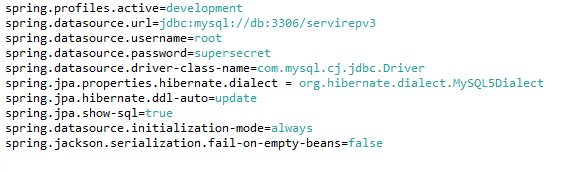 spring.profiles.active=development
spring.datasource.url=jdbc:mysql://db:3306/servirepv3
spring.datasource.username=root
spring.datasource.password=supersecret
spring.datasource.driver-class-name=com.mysql.cj.jdbc.Driver
spring.jpa.properties.hibernate.dialect = org.hibernate.dialect.MySQL5Dialect
spring.jpa.hibernate.ddl-auto=update
spring.jpa.show-sql=true
spring.datasource.initialization-mode=always
spring.jackson.serialization.fail-on-empty-beans=false